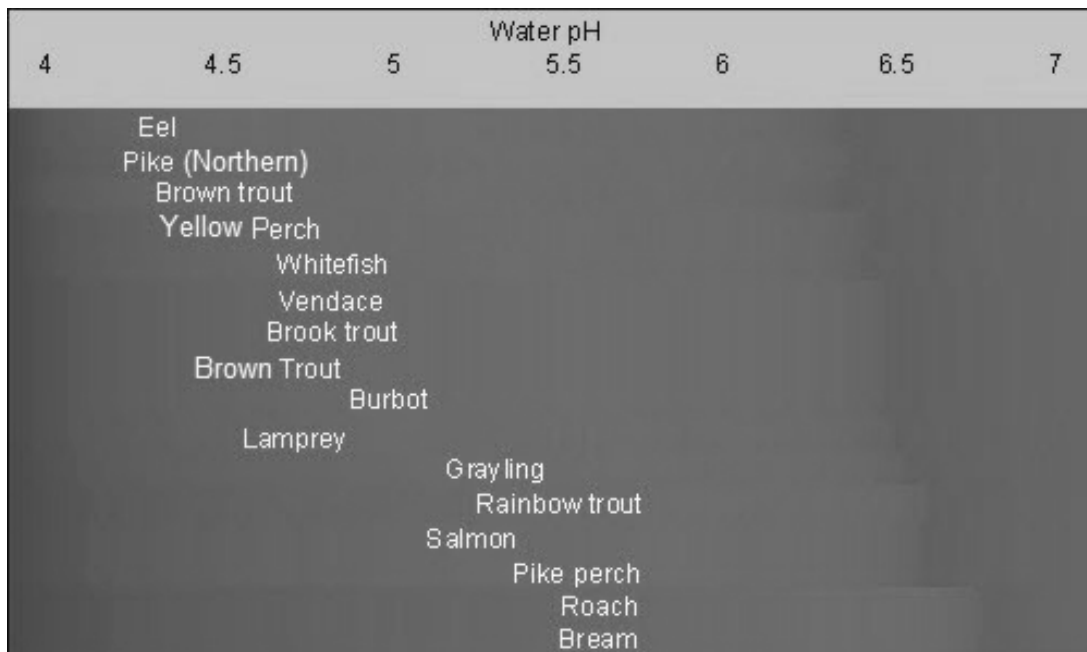 Water pH
4 4.5 5 5.5 6 6.5 7
Eel
Pike (Northern)
Brown trout
Yellow Perch
Whitefish
Vendace
Brook trout
Brown Trout
Burbot
Lamprey
Grayling
Rainbow trout
Salmon
Pike perch
Roach
Bream